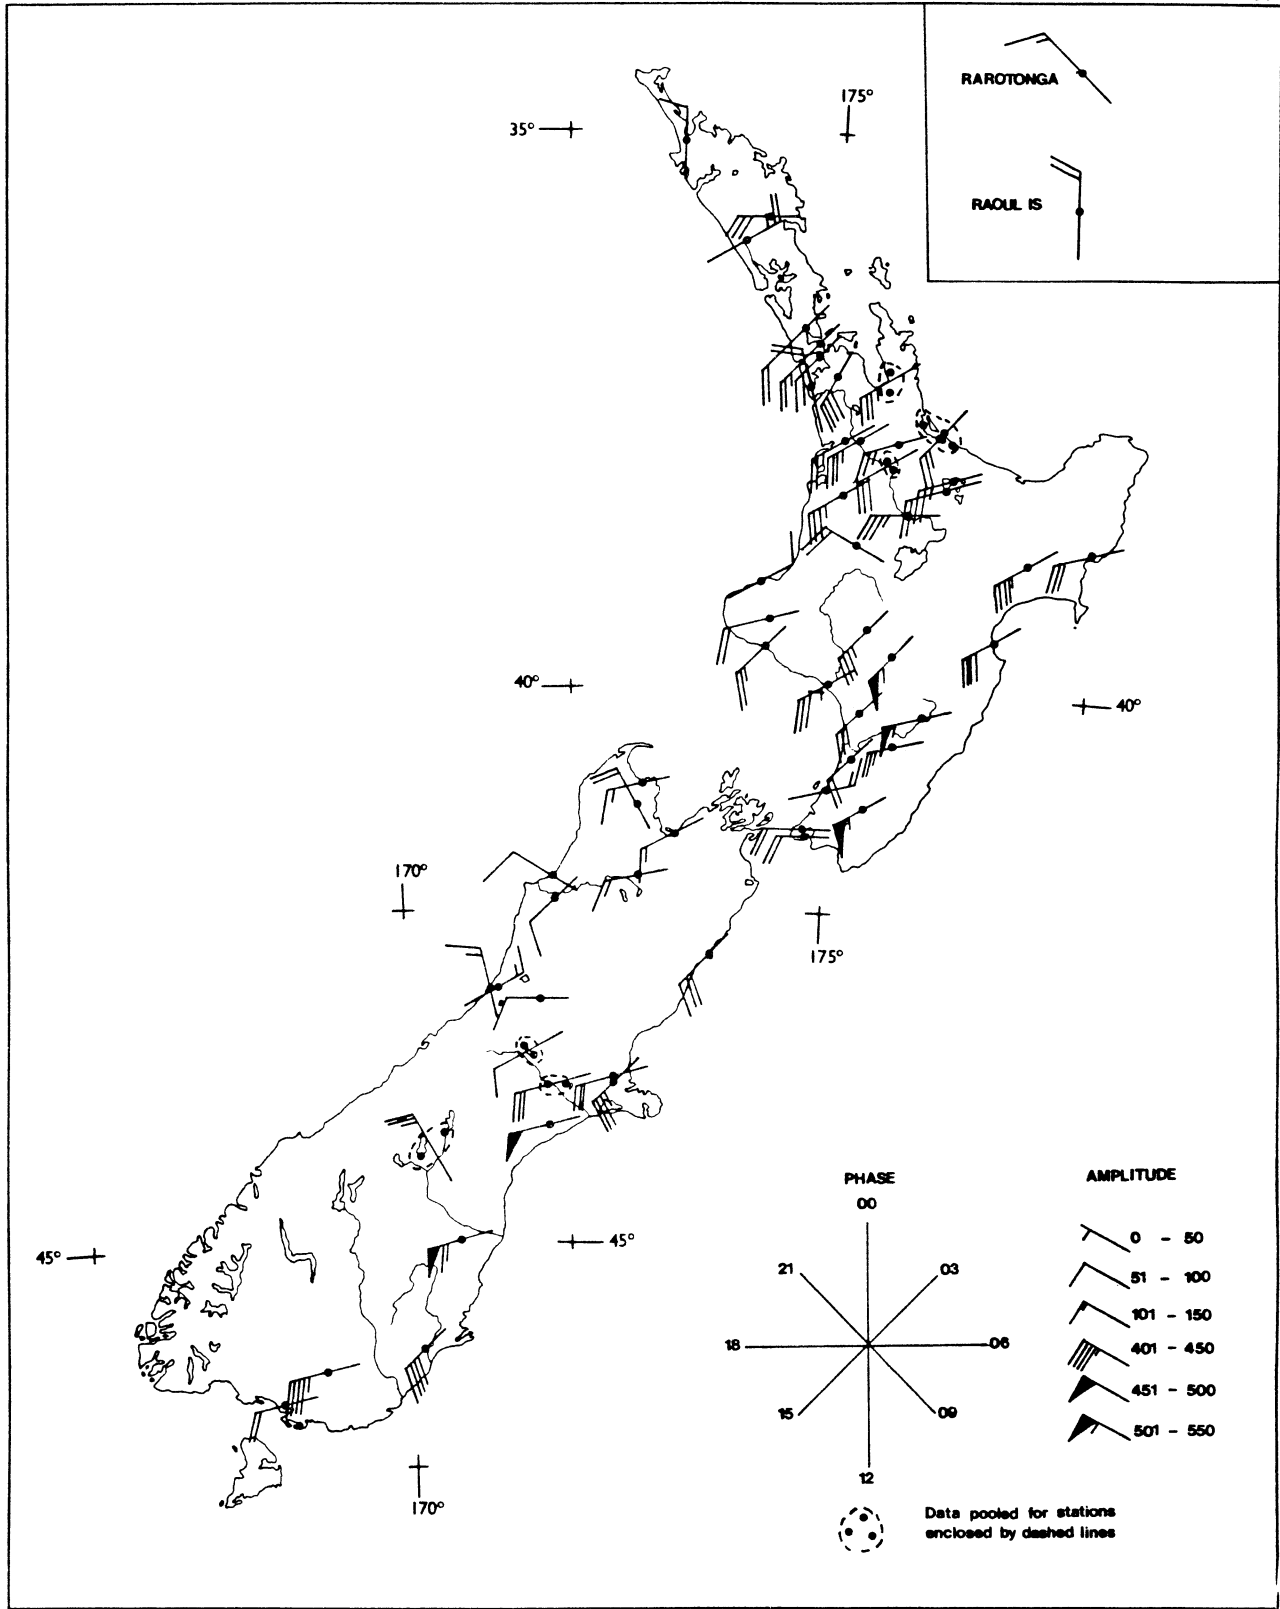 RAROTONGA
RAOUL IS
35°
175°
40°
40°
170°
175°
45°
45°
170°
PHASE
00
21
03
18
06
15
09
12
AMPLITUDE
0 - 50
51 - 100
101 - 150
401 - 450
451 - 500
501 - 550
Data pooled for stations
enclosed by dashed lines